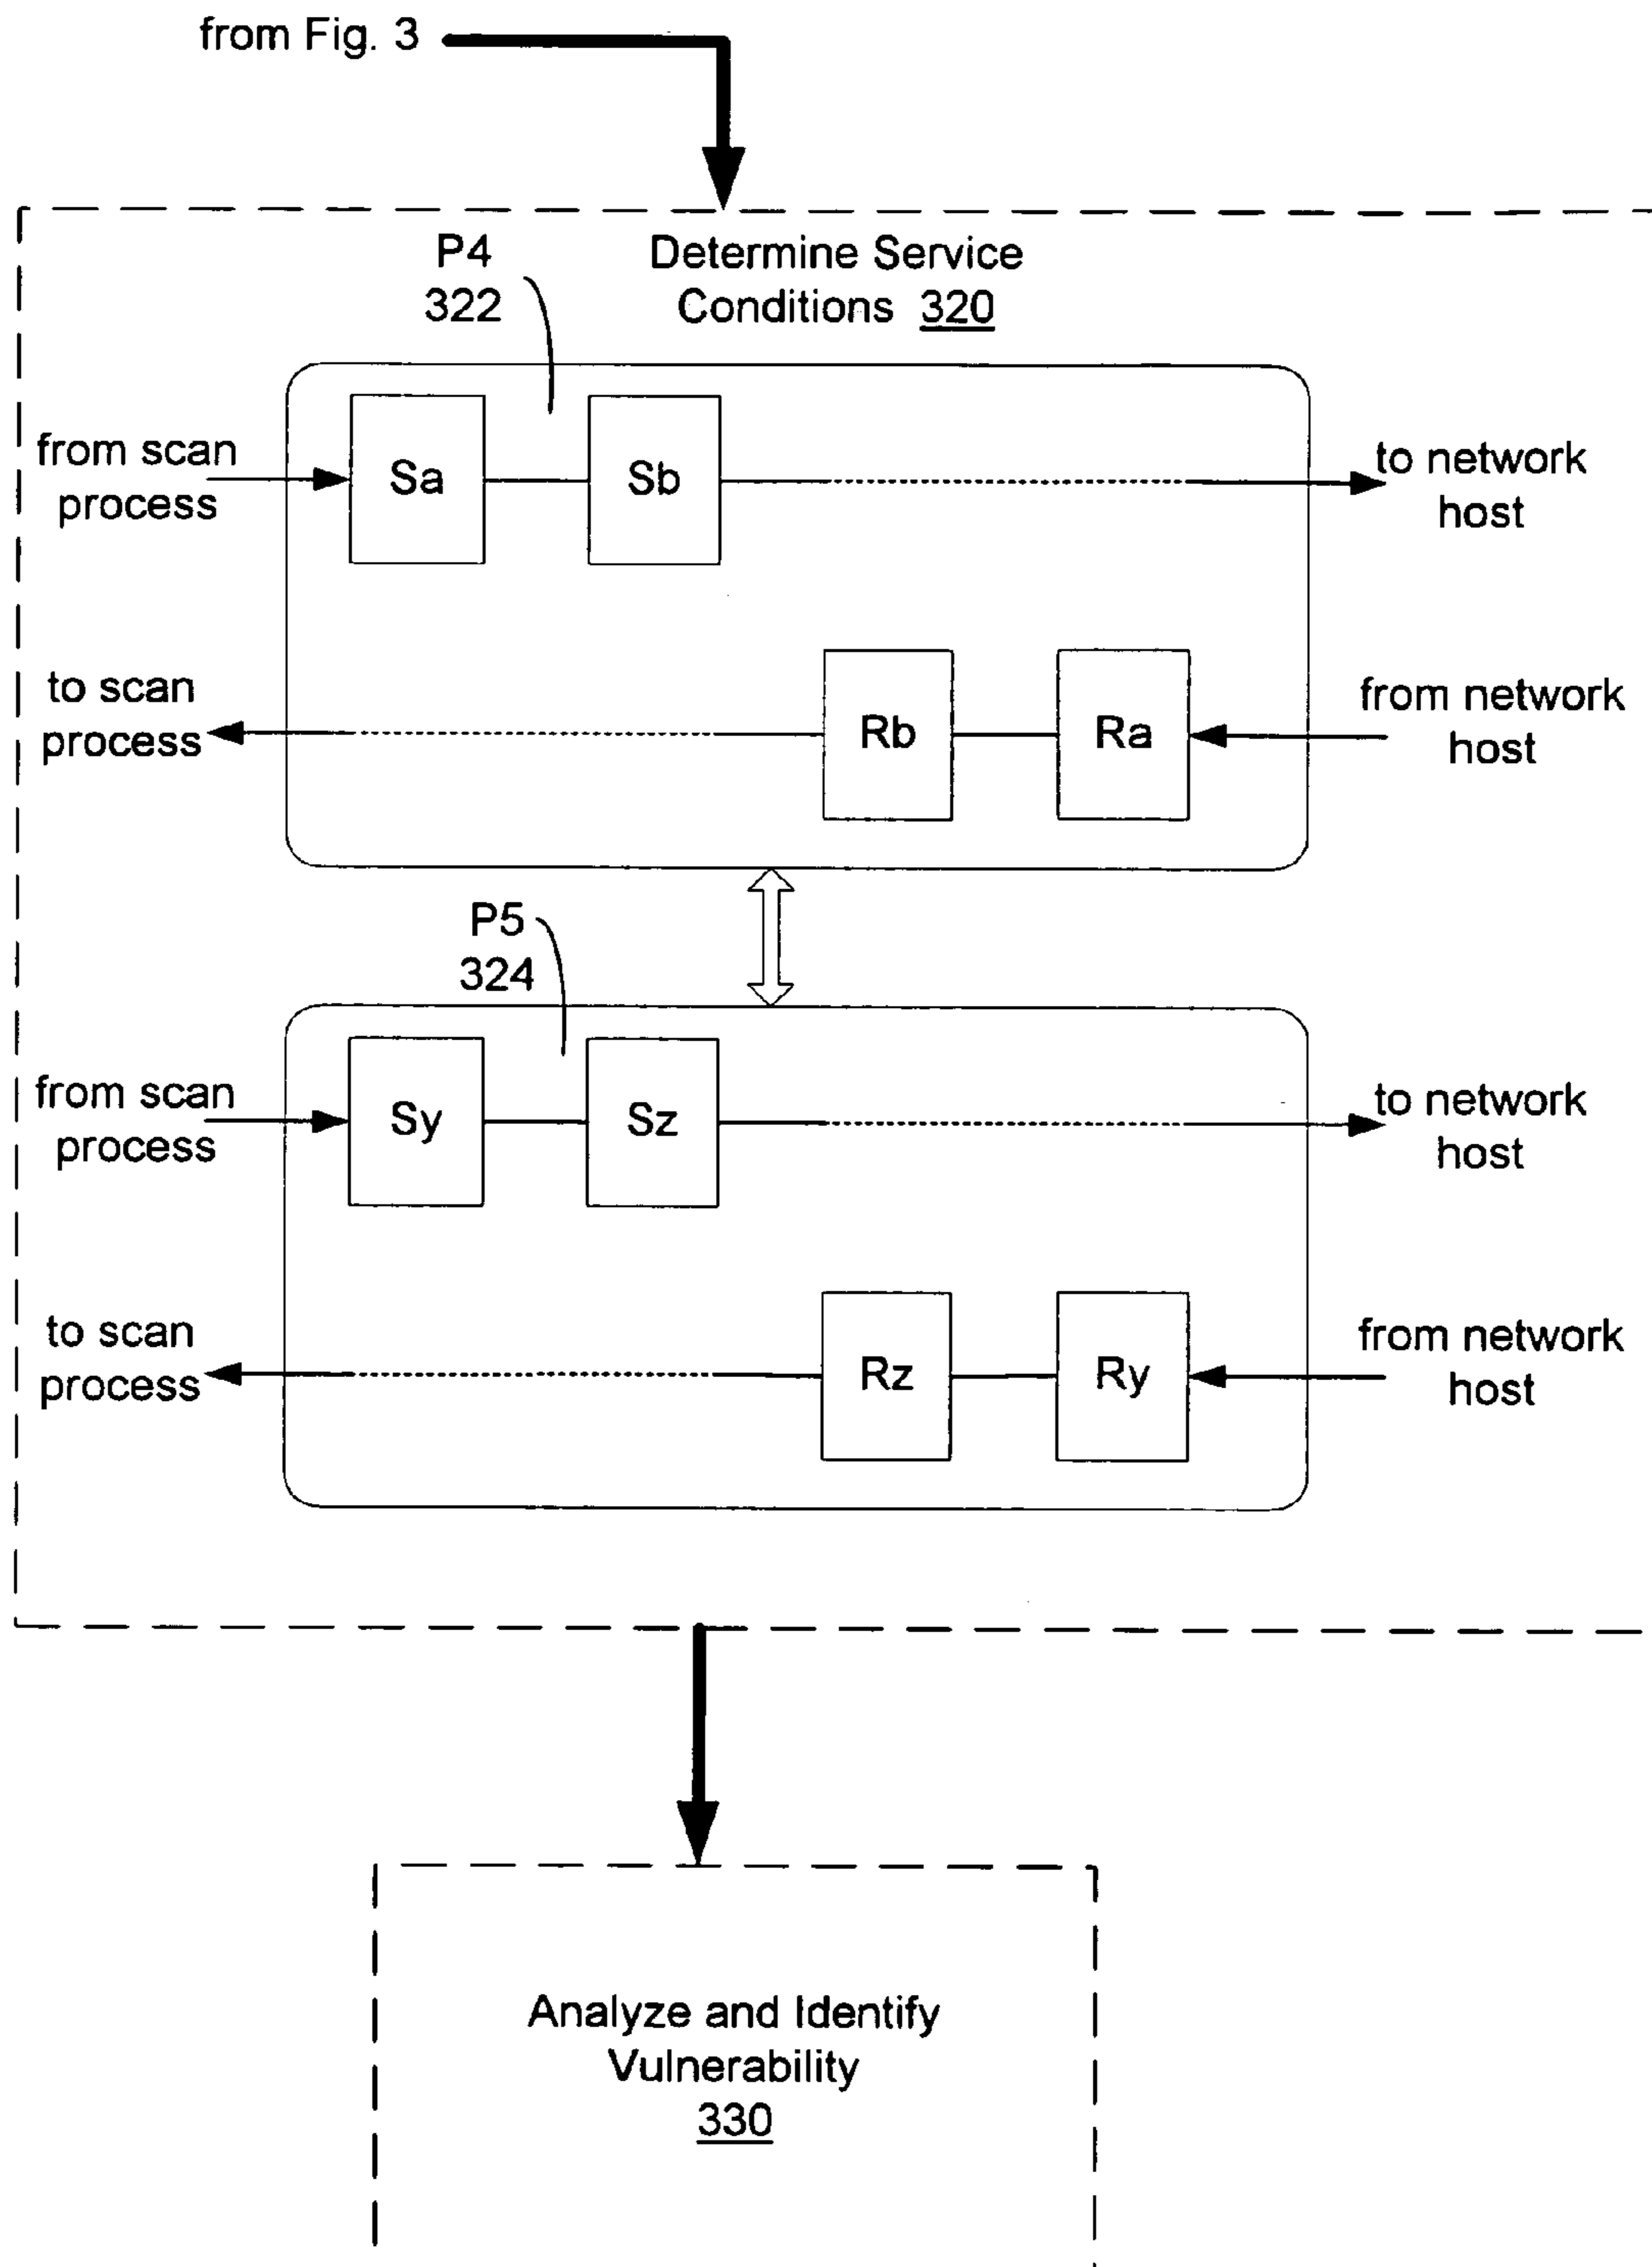 from Fig. 3
P4
322
Determine Service
Conditions 320
from scan
process
Sa
Sb
to network
host
to scan
process
Rb
Ra
from network
host
P5
324
from scan
process
Sy
Sz
to network
host
to scan
process
Rz
Ry
from network
host
Analyze and Identify
Vulnerability
330